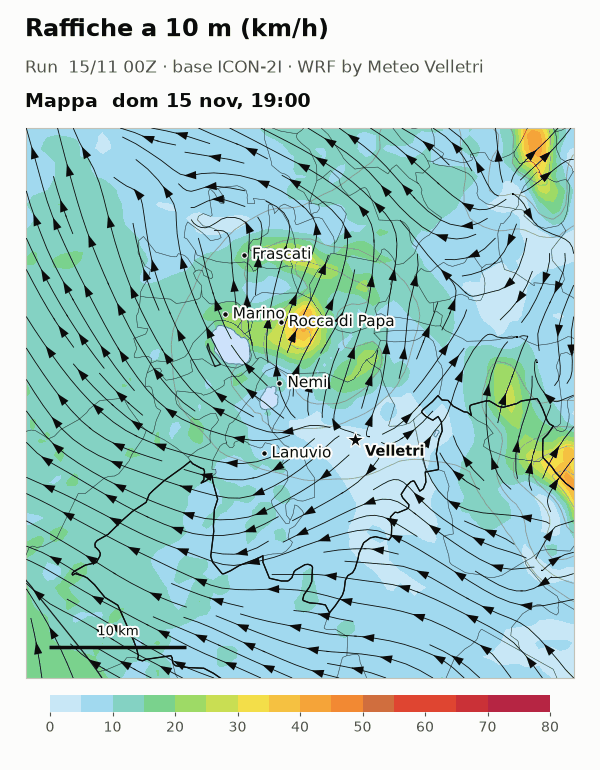 Raffiche a 10 m (km/h)
Run  15/11 00Z · base ICON-2I · WRF by Meteo Velletri
Mappa  dom 15 nov, 19:00
Frascati
Marino
Rocca di Papa
Nemi
Velletri
Lanuvio
10 km
0 10 20 30 40 50 60 70 80